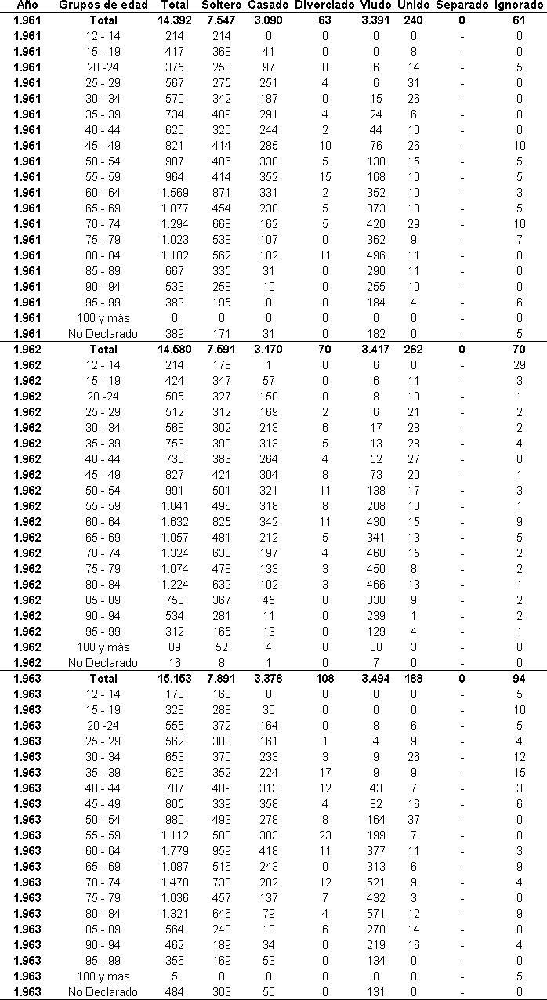 Año Grupos de edad Total Soltero Casado Divorciado Viudo Unido Separado Ignorado
1.961 Total 14.392 7.547 3.090 63 3.391 240 0 61
1.961 12 - 14 214 214 0 0 0 0 - 0
1.961 15 - 19 417 368 41 0 0 8 - 0
1.961 20 -24 375 253 97 0 6 14 - 5
1.961 25 - 29 567 275 251 4 6 31 - 0
1.961 30 - 34 570 342 187 0 15 26 - 0
1.961 35 - 39 734 409 291 4 24 6 - 0
1.961 40 - 44 620 320 244 2 44 10 - 0
1.961 45 - 49 821 414 285 10 76 26 - 10
1.961 50 - 54 987 486 338 5 138 15 - 5
1.961 55 - 59 964 414 352 15 168 10 - 5
1.961 60 - 64 1.569 871 331 2 352 10 - 3
1.961 65 - 69 1.077 454 230 5 373 10 - 5
1.961 70 - 74 1.294 668 162 5 420 29 - 10
1.961 75 - 79 1.023 538 107 0 362 9 - 7
1.961 80 - 84 1.182 562 102 11 496 11 - 0
1.961 85 - 89 667 335 31 0 290 11 - 0
1.961 90 - 94 533 258 10 0 255 10 - 0
1.961 95 - 99 389 195 0 0 184 4 - 6
1.961 100 y más 0 0 0 0 0 0 - 0
1.961 No Declarado 389 171 31 0 182 0 - 5
1.962 Total 14.580 7.591 3.170 70 3.417 262 0 70
1.962 12 - 14 214 178 1 0 6 0 - 29
1.962 15 - 19 424 347 57 0 6 11 - 3
1.962 20 -24 505 327 150 0 8 19 - 1
1.962 25 - 29 512 312 169 2 6 21 - 2
1.962 30 - 34 568 302 213 6 17 28 - 2
1.962 35 - 39 753 390 313 5 13 28 - 4
1.962 40 - 44 730 383 264 4 52 27 - 0
1.962 45 - 49 827 421 304 8 73 20 - 1
1.962 50 - 54 991 501 321 11 138 17 - 3
1.962 55 - 59 1.041 496 318 8 208 10 - 1
1.962 60 - 64 1.632 825 342 11 430 15 - 9
1.962 65 - 69 1.057 481 212 5 341 13 - 5
1.962 70 - 74 1.324 638 197 4 468 15 - 2
1.962 75 - 79 1.074 478 133 3 450 8 - 2
1.962 80 - 84 1.224 639 102 3 466 13 - 1
1.962 85 - 89 753 367 45 0 330 9 - 2
1.962 90 - 94 534 281 11 0 239 1 - 2
1.962 95 - 99 312 165 13 0 129 4 - 1
1.962 100 y más 89 52 4 0 30 3 - 0
1.962 No Declarado 16 8 1 0 7 0 - 0
1.963 Total 15.153 7.891 3.378 108 3.494 188 0 94
1.963 12 - 14 173 168 0 0 0 0 - 5
1.963 15 - 19 328 288 30 0 0 0 - 10
1.963 20 -24 555 372 164 0 8 6 - 5
1.963 25 - 29 562 383 161 1 4 9 - 4
1.963 30 - 34 653 370 233 3 9 26 - 12
1.963 35 - 39 626 352 224 17 9 9 - 15
1.963 40 - 44 787 409 313 12 43 7 - 3
1.963 45 - 49 805 339 358 4 82 16 - 6
1.963 50 - 54 980 493 278 8 164 37 - 0
1.963 55 - 59 1.112 500 383 23 199 7 - 0
1.963 60 - 64 1.779 959 418 11 377 11 - 3
1.963 65 - 69 1.087 516 243 0 313 6 - 9
1.963 70 - 74 1.478 730 202 12 521 9 - 4
1.963 75 - 79 1.036 457 137 7 432 3 - 0
1.963 80 - 84 1.321 646 79 4 571 12 - 9
1.963 85 - 89 564 248 18 6 278 14 - 0
1.963 90 - 94 462 189 34 0 219 16 - 4
1.963 95 - 99 356 169 53 0 134 0 - 0
1.963 100 y más 5 0 0 0 0 0 - 5
1.963 No Declarado 484 303 50 0 131 0 - 0